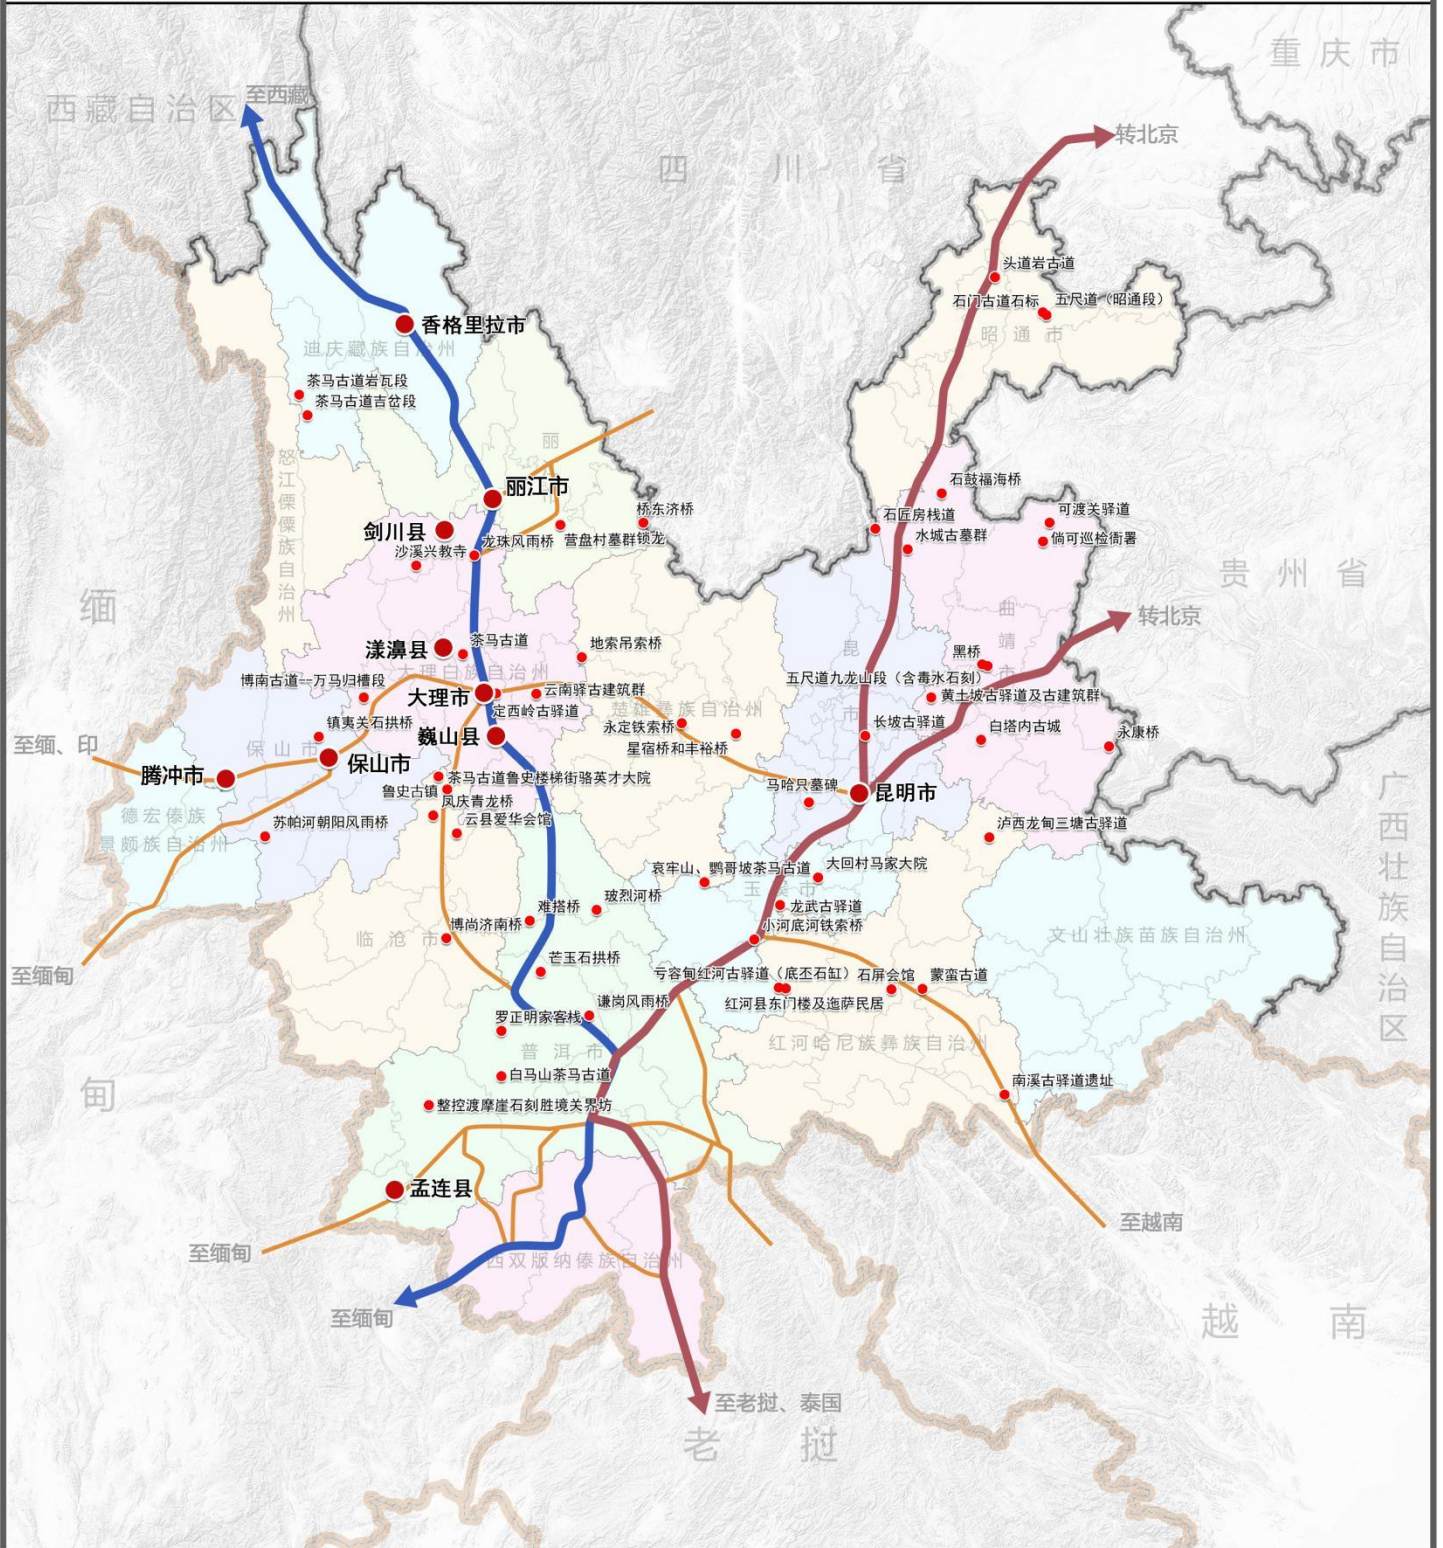 重庆市
西藏自治区
至西藏
转北京
四川省
头道岩古道
石门古道石标
五尺道（昭通段）
昭通市
香格里拉市
迪庆藏族自治州
茶马古道岩瓦段
茶马古道吉岔段
丽
怒江傈僳族自治州
丽江市
石鼓福海桥
桥东济桥
可渡关驿道
剑川县
石匠房栈道
沙溪兴教寺
龙珠风雨桥
营盘村墓群锁龙
水城古墓群
倘可巡检衙署
贵州省
缅
曲靖市
转北京
漾濞县
茶马古道
地索吊索桥
昆
市
黑桥
大理白族自治州
博南古道—万马归槽段
五尺道九龙山段（含毒水石刻）
大理市
云南驿古建筑群
黄土坡古驿道及古建筑群
楚雄彝族自治州
定西岭古驿道
镇夷关石拱桥
永定铁索桥
长坡古驿道
白塔内古城
永康桥
巍山县
至缅、印
保山市
星宿桥和丰裕桥
保山市
腾冲市
茶马古道鲁史楼梯街骆英才大院
马哈只墓碑
昆明市
鲁史古镇
凤庆青龙桥
德宏傣族
景颇族自治州
苏帕河朝阳风雨桥
云县爱华会馆
泸西龙甸三塘古驿道
广西壮族自治区
哀牢山、鹦哥坡茶马古道
大回村马家大院
玉溪市
玻烈河桥
难搭桥
龙武古驿道
博尚济南桥
小河底河铁索桥
临沧市
文山壮族苗族自治州
芒玉石拱桥
至缅甸
亏容甸红河古驿道（底丕石缸）
石屏会馆
蒙蛮古道
谦岗风雨桥
红河县东门楼及迤萨民居
罗正明家客栈
普洱市
红河哈尼族彝族自治州
白马山茶马古道
南溪古驿道遗址
甸
整控渡摩崖石刻胜境关界坊
孟连县
至越南
至缅甸
西双版纳傣族自治州
至缅甸
越南
至老挝、泰国
老挝